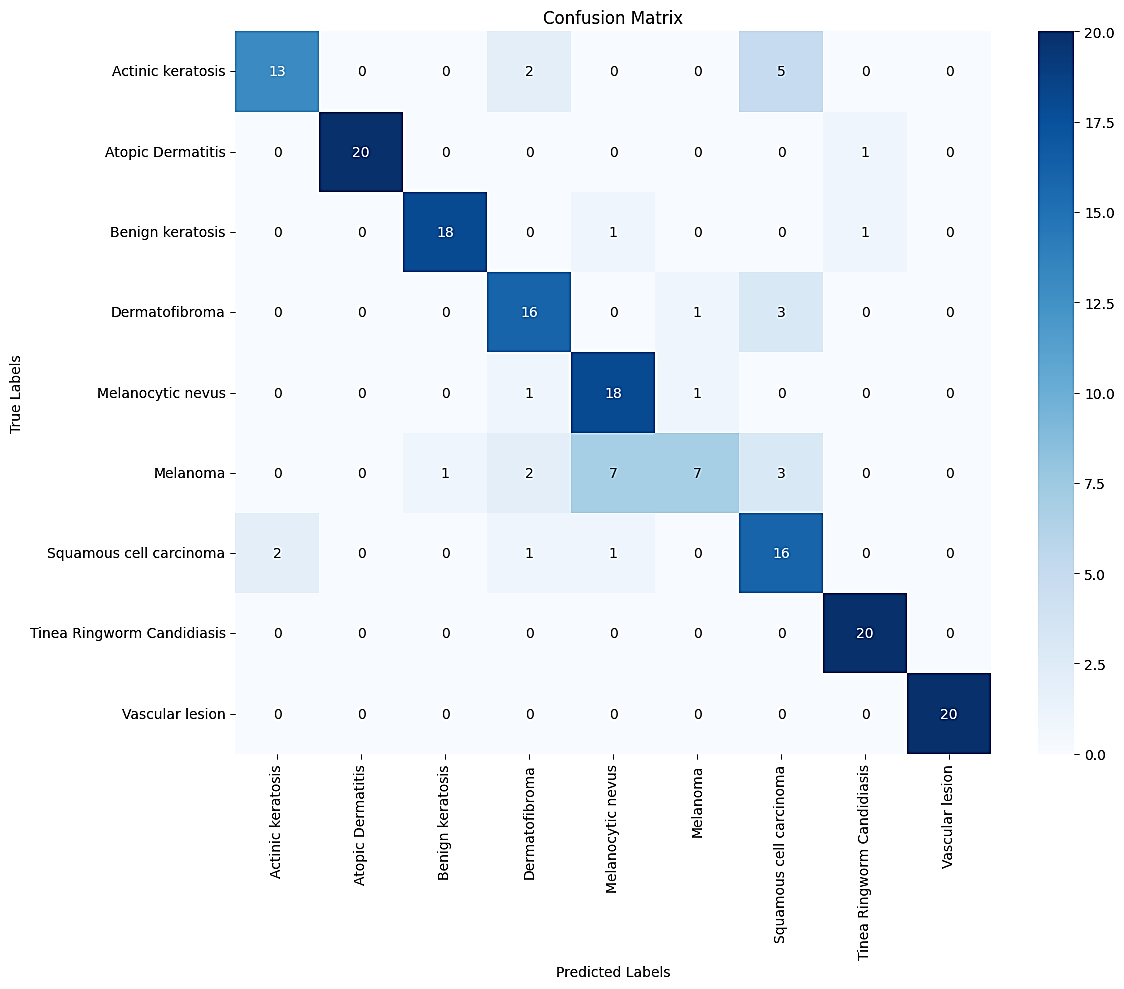 Confusion Matrix
Actinic keratosis 13 0 0 2 0 0 5 0 0
Atopic Dermatitis 0 20 0 0 0 0 0 1 0
Benign keratosis 0 0 18 0 1 0 0 1 0
Dermatofibroma 0 0 0 16 0 1 3 0 0
Melanocytic nevus 0 0 0 1 18 1 0 0 0
Melanoma 0 0 1 2 7 7 3 0 0
Squamous cell carcinoma 2 0 0 1 1 0 16 0 0
Tinea Ringworm Candidiasis 0 0 0 0 0 0 0 20 0
Vascular lesion 0 0 0 0 0 0 0 0 20
True Labels
Actinic keratosis
Atopic Dermatitis
Benign keratosis
Dermatofibroma
Melanocytic nevus
Melanoma
Squamous cell carcinoma
Tinea Ringworm Candidiasis
Vascular lesion
Predicted Labels
20.0
17.5
15.0
12.5
10.0
7.5
5.0
2.5
0.0